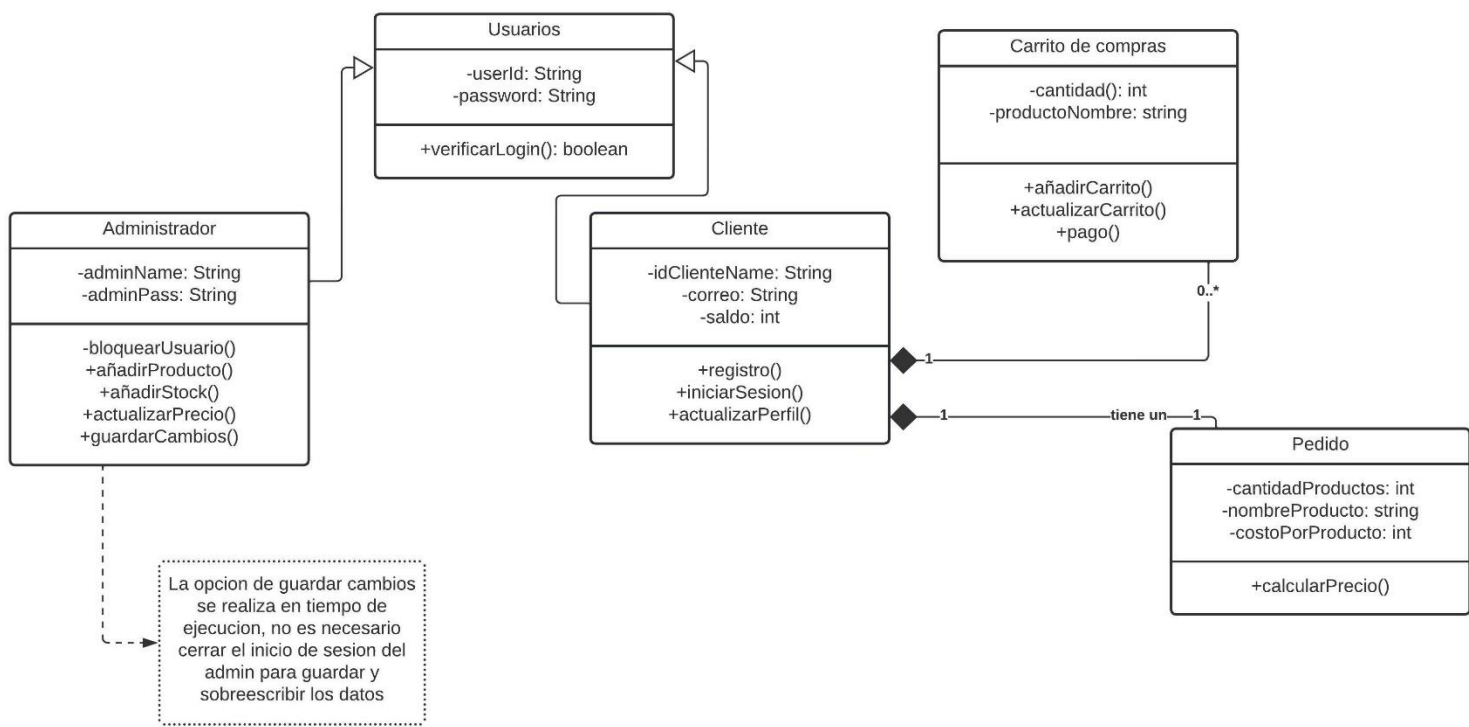 Usuarios
-userId: String
-password: String
+verificarLogin(): boolean
Carrito de compras
-cantidad(): int
-productoNombre: string
+añadirCarrito()
+actualizarCarrito()
+pago()
Administrador
-adminName: String
-adminPass: String
-bloquearUsuario()
+añadirProducto()
+añadirStock()
+actualizarPrecio()
+guardarCambios()
Cliente
-idClienteName: String
-correo: String
-saldo: int
+registro()
+iniciarSesion()
+actualizarPerfil()
0..*
1
1
tiene un
1
Pedido
-cantidadProductos: int
-nombreProducto: string
-costoPorProducto: int
+calcularPrecio()
La opcion de guardar cambios
se realiza en tiempo de
ejecucion, no es necesario
cerrar el inicio de sesion del
admin para guardar y
sobreescribir los datos